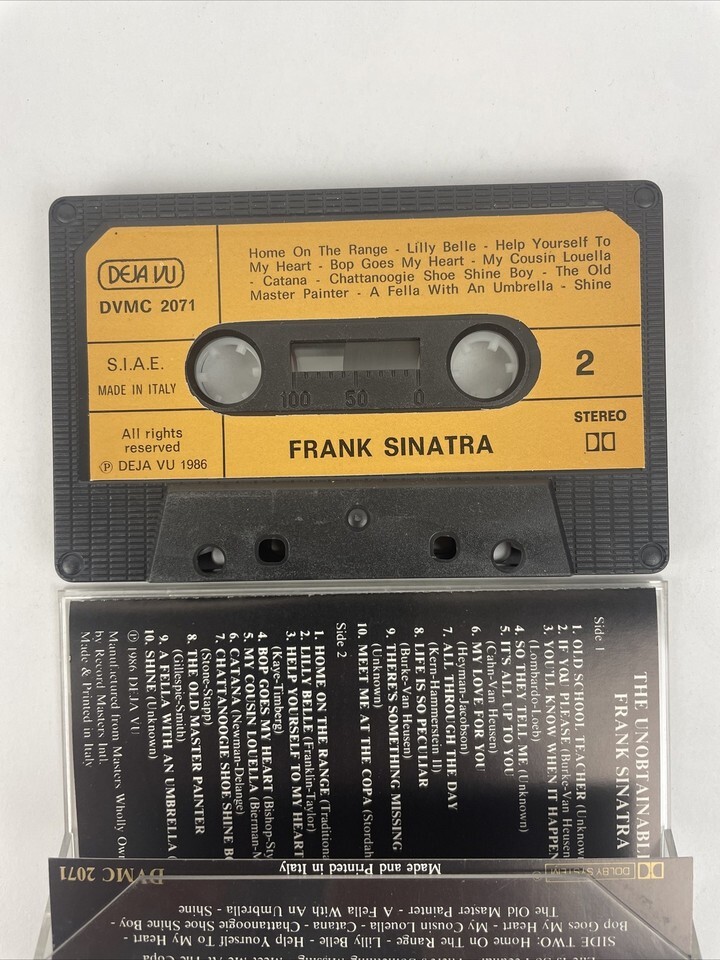 DEJA VU
DVMC 2071
Home On The Range - Lilly Belle - Help Yourself To
My Heart - Bop Goes My Heart - My Cousin Louella
- Catana - Chattanoogie Shoe Shine Boy - The Old
Master Painter - A Fella With An Umbrella - Shine
S.I.A.E.
MADE IN ITALY
100 50 0
2
All rights
reserved
℗ DEJA VU 1986
FRANK SINATRA
STEREO
THE UNOBTAINABLE
FRANK SINATRA
Side 1
1. OLD SCHOOL TEACHER (Unknow
2. IF YOU PLEASE (Burke-Van Heusen
3. YOU'LL KNOW WHEN IT HAPPEN
(Lombardo-Loeb)
4. SO THEY TELL ME (Unknown)
5. IT'S ALL UP TO YOU
(Cahn-Van Heusen)
6. MY LOVE FOR YOU
(Heyman-Jacobson)
7. ALL THROUGH THE DAY
(Kern-Hammerstein II)
8. LIFE IS SO PECULIAR
(Burke-Van Heusen)
9. THERE'S SOMETHING MISSING
(Unknown)
10. MEET ME AT THE COPA (Stordah
Side 2
1. HOME ON THE RANGE (Traditiona
2. LILLY BELLE (Franklin-Taylor)
3. HELP YOURSELF TO MY HEART
(Kaye-Timberg)
4. BOP GOES MY HEART (Bishop-Sty
5. MY COUSIN LOUELLA (Bierman-M
6. CATANA (Newman-Delange)
7. CHATTANOOGIE SHOE SHINE BO
(Stone-Stapp)
8. THE OLD MASTER PAINTER
(Gillespie-Smith)
9. A FELLA WITH AN UMBRELLA (
10. SHINE (Unknown)
℗ 1986 DEJA VU
Manufactured from Masters Wholly Own
by Record Masters Intl.
Made & Printed in Italy
Made and Printed in Italy
DOLBY SYSTEM
DVMC 2071
SIDE TWO: Home On The Range - Lilly Belle - Help Yourself To My Heart -
Bop Goes My Heart - My Cousin Louella - Catana - Chattanoogie Shoe Shine Boy -
The Old Master Painter - A Fella With An Umbrella - Shine